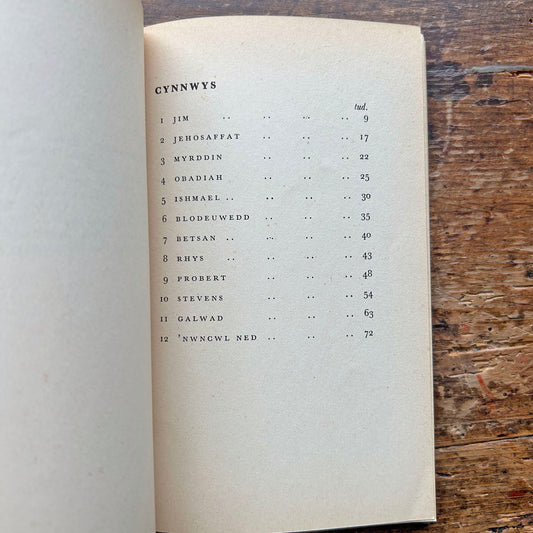 CYNNWYS
tud.
1 JIM .. .. .. .. 9
2 JEHOSAFFAT .. .. .. 17
3 MYRDDIN .. .. .. 22
4 OBADIAH .. .. .. 25
5 ISHMAEL .. .. .. .. 30
6 BLODEUWEDD .. .. .. 35
7 BETSAN .. .. .. .. 40
8 RHYS .. .. .. .. 43
9 PROBERT .. .. .. 48
10 STEVENS .. .. .. 54
11 GALWAD .. .. .. 63
12 'NWNCWL NED .. .. .. 72